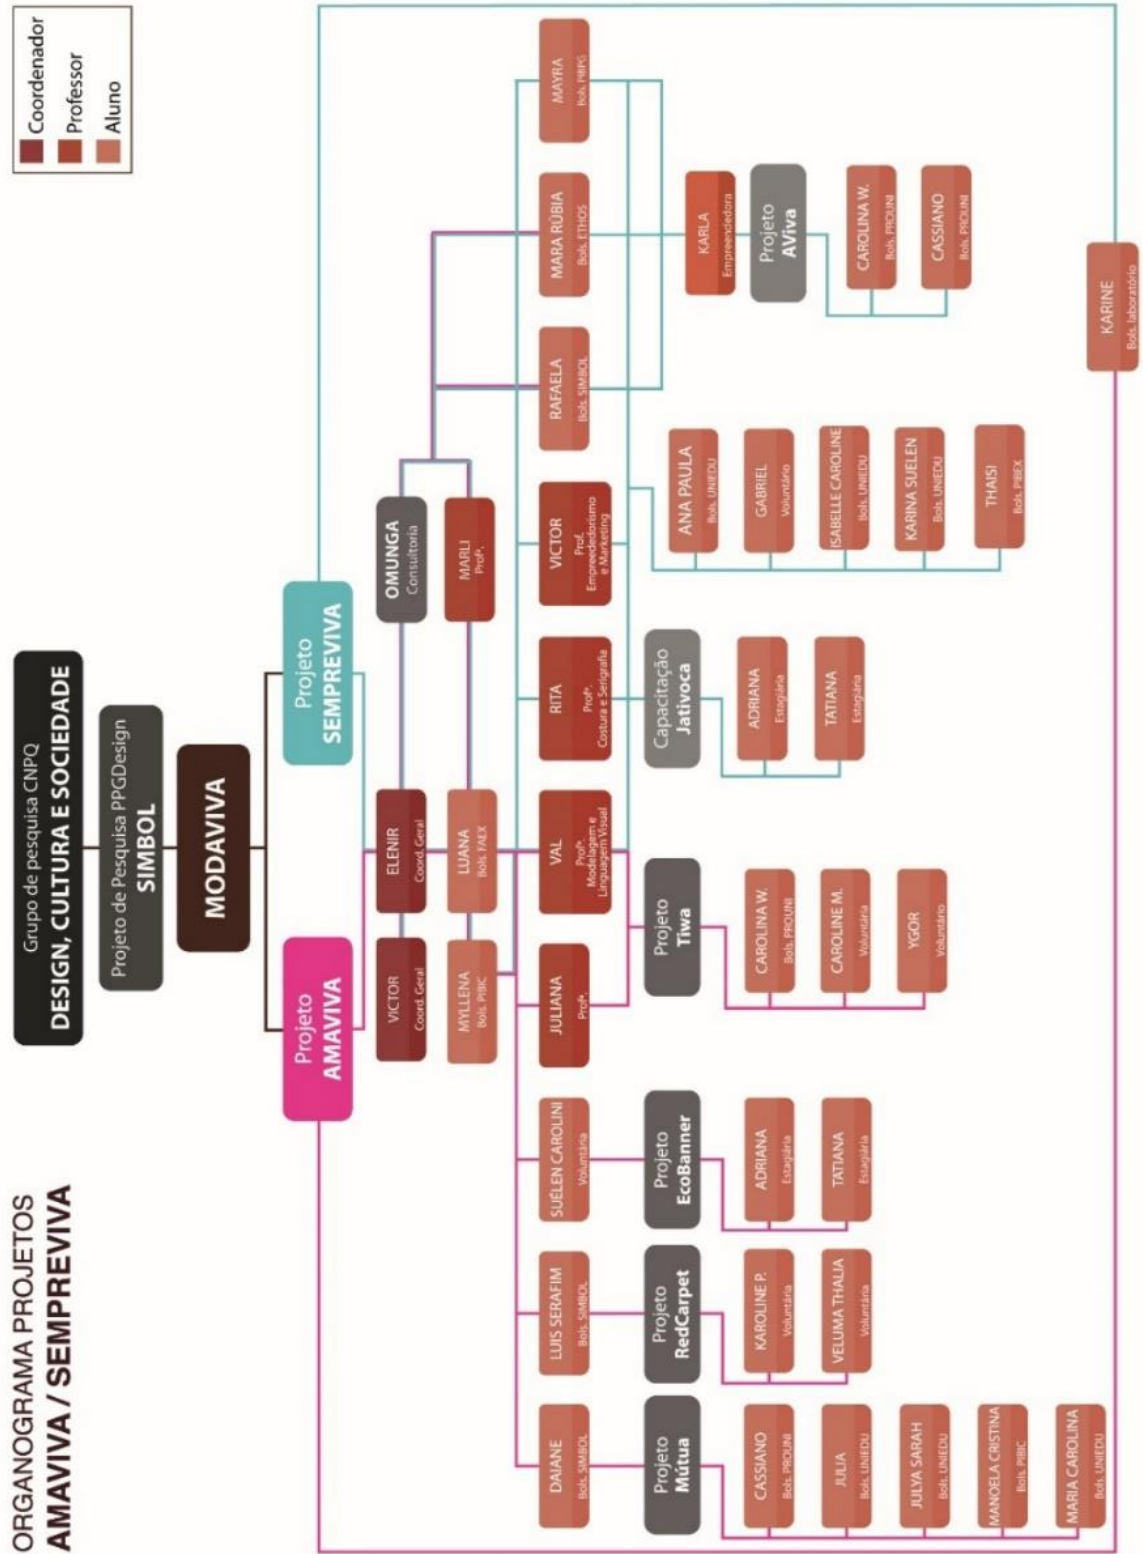 ORGANOGRAMA PROJETOS
AMAVIVA / SEMPREVIVA
Coordenador
Professor
Aluno
Grupo de pesquisa CNPQ
DESIGN, CULTURA E SOCIEDADE
Projeto de Pesquisa PPGDesign
SIMBOL
MODAVIVA
Projeto
AMAVIVA
Projeto
SEMPREVIVA
VICTOR
Coord. Geral
ELENIR
Coord. Geral
OMUNGA
Consultoria
MYLLENA
Bols. PIBIC
LUANA
Bols. FAEX
MARLI
Profª.
DAIANE
Bols. SIMBOL
LUIS SERAFIM
Bols. SIMBOL
SUÉLEN CAROLINI
Voluntária
JULIANA
Profª.
VAL
Profª.
Modelagem e
Linguagem Visual
RITA
Profª.
Costura e Serigrafia
VICTOR
Prof.
Empreendedorismo
e Marketing
RAFAELA
Bols. SIMBOL
MARA RÚBIA
Bols. ETHOS
MAYRA
Bols. PIBPG
Projeto
Mútua
CASSIANO
Bols. PROUNI
JULIA
Bols. UNIEDU
JULYA SARAH
Bols. UNIEDU
MANOELA CRISTINA
Bols. PIBIC
MARIA CAROLINA
Bols. UNIEDU
Projeto
RedCarpet
KAROLINE P.
Voluntária
VELUMA THALIA
Voluntária
Projeto
EcoBanner
ADRIANA
Estagiária
TATIANA
Estagiária
Projeto
Tiwa
CAROLINA W.
Bols. PROUNI
CAROLINE M.
Voluntária
YGOR
Voluntário
Capacitação
Jativoca
ADRIANA
Estagiária
TATIANA
Estagiária
ANA PAULA
Bols. UNIEDU
GABRIEL
Voluntário
ISABELLE CAROLINE
Bols. UNIEDU
KARINA SUELEN
Bols. UNIEDU
THAISI
Bols. PIBEX
KARLA
Empreendedora
Projeto
AViva
CAROLINA W.
Bols. PROUNI
CASSIANO
Bols. PROUNI
KARINE
Bols. laboratório